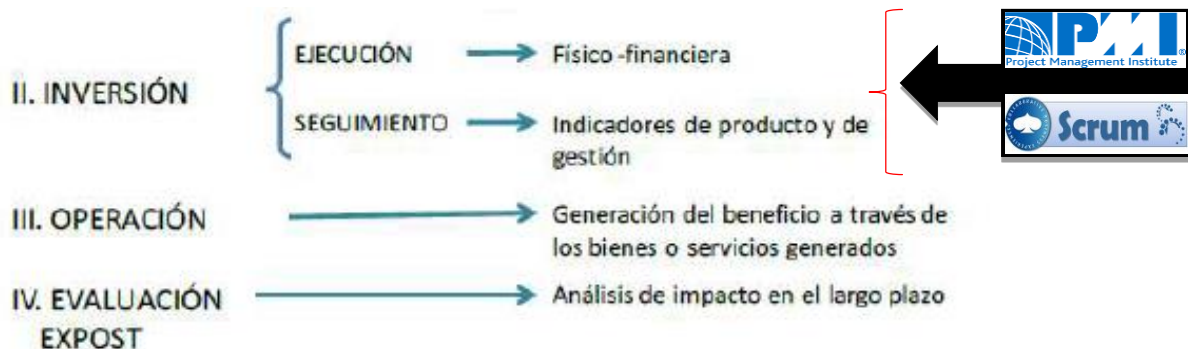 EJECUCIÓN
Físico -financiera
II. INVERSIÓN
SEGUIMIENTO
Indicadores de producto y de
gestión
PMI
Project Management Institute
Scrum
III. OPERACIÓN
Generación del beneficio a través de
los bienes o servicios generados
IV. EVALUACIÓN
EXPOST
Análisis de impacto en el largo plazo